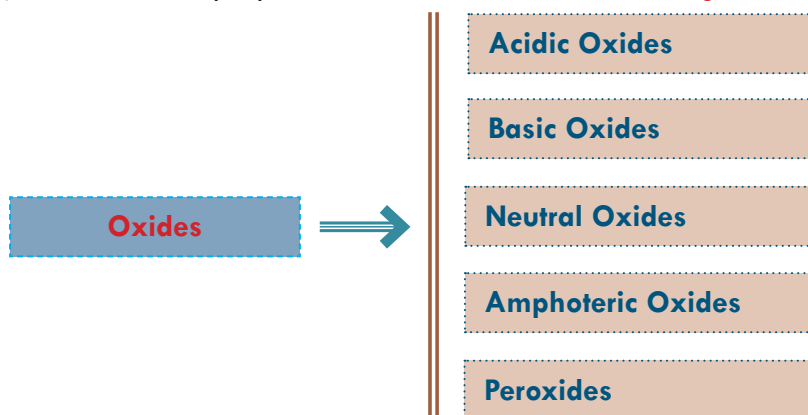 Oxides
Acidic Oxides
Basic Oxides
Neutral Oxides
Amphoteric Oxides
Peroxides